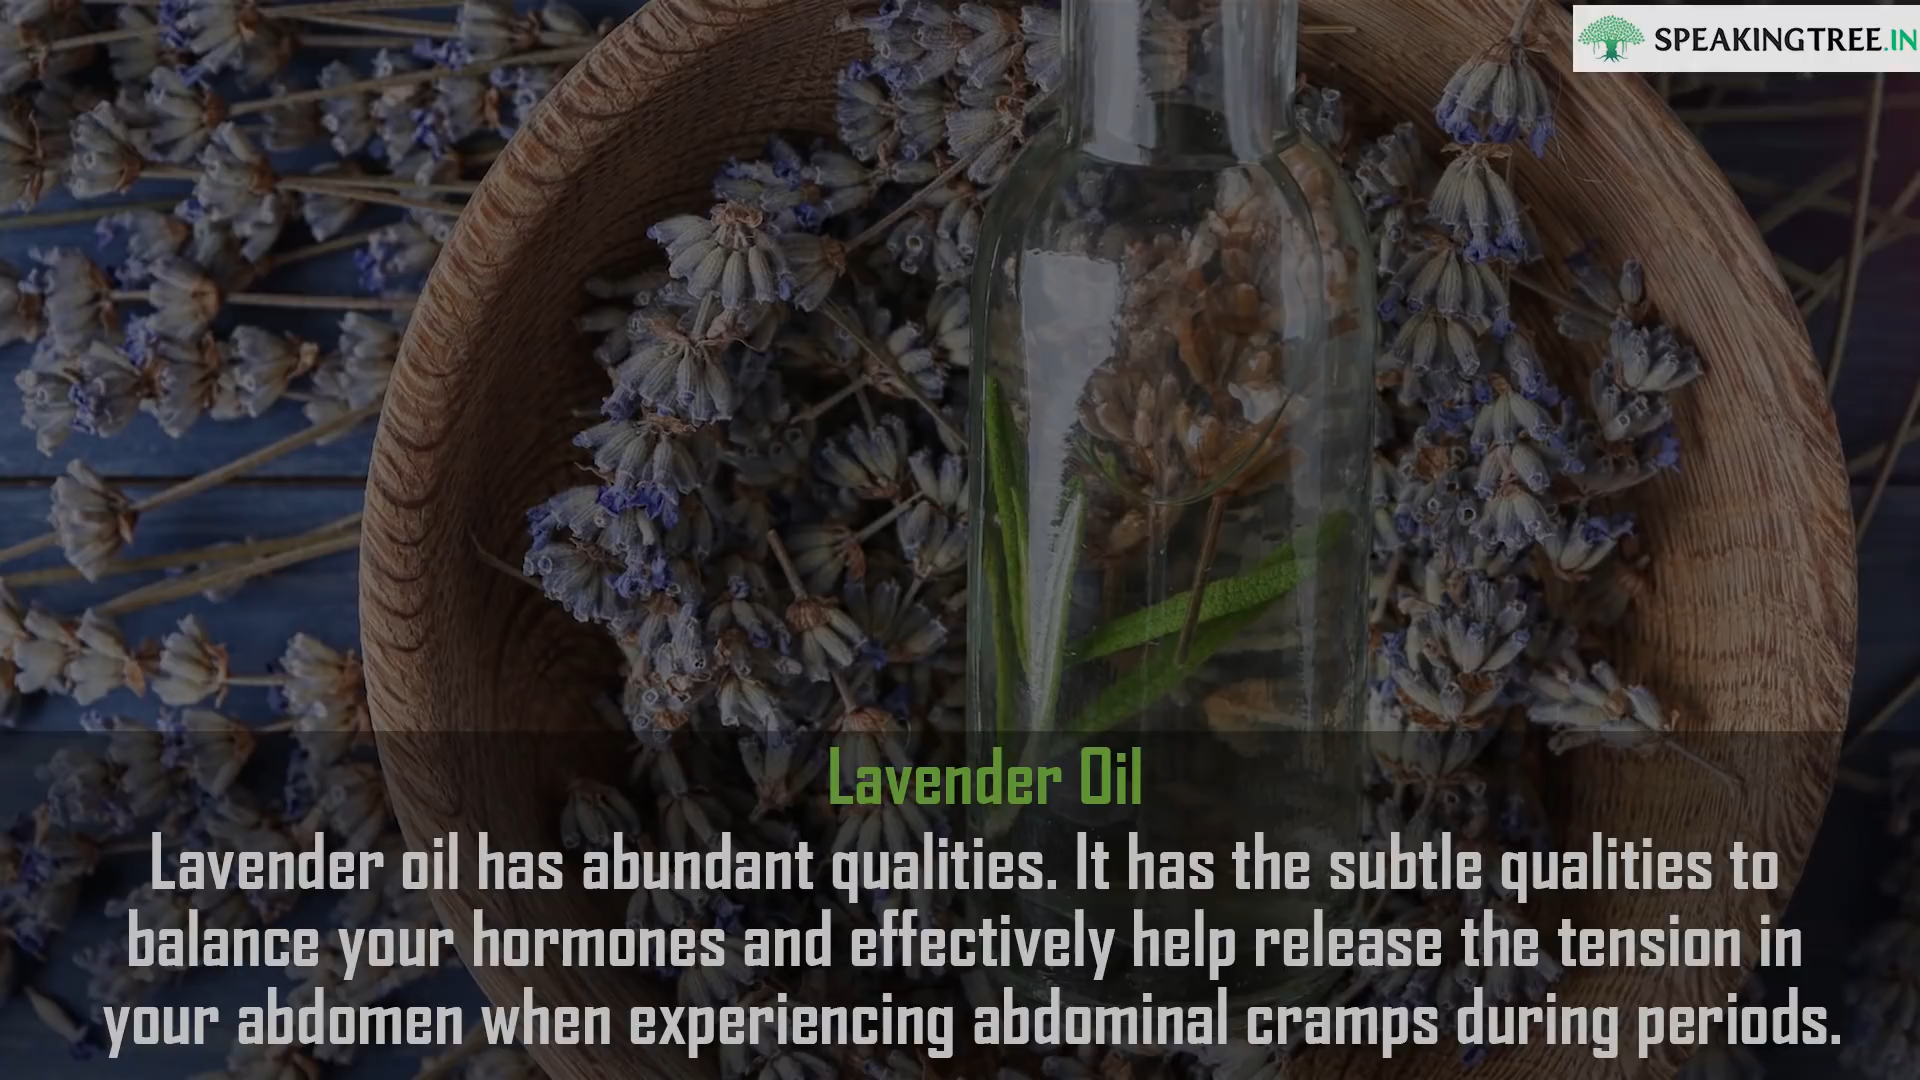 SPEAKINGTREE.IN
Lavender Oil
Lavender oil has abundant qualities. It has the subtle qualities to
balance your hormones and effectively help release the tension in
your abdomen when experiencing abdominal cramps during periods.